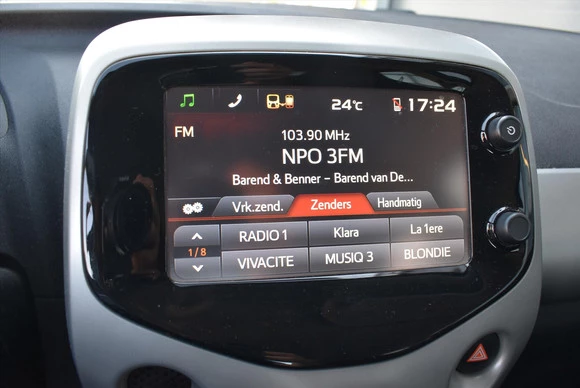 24°C 17:24
FM
103.90 MHz
NPO 3FM
Barend & Benner – Barend van De...
Vrk.zend. Zenders Handmatig
RADIO 1 Klara La 1ere
1 / 8
VIVACITE MUSIQ 3 BLONDIE